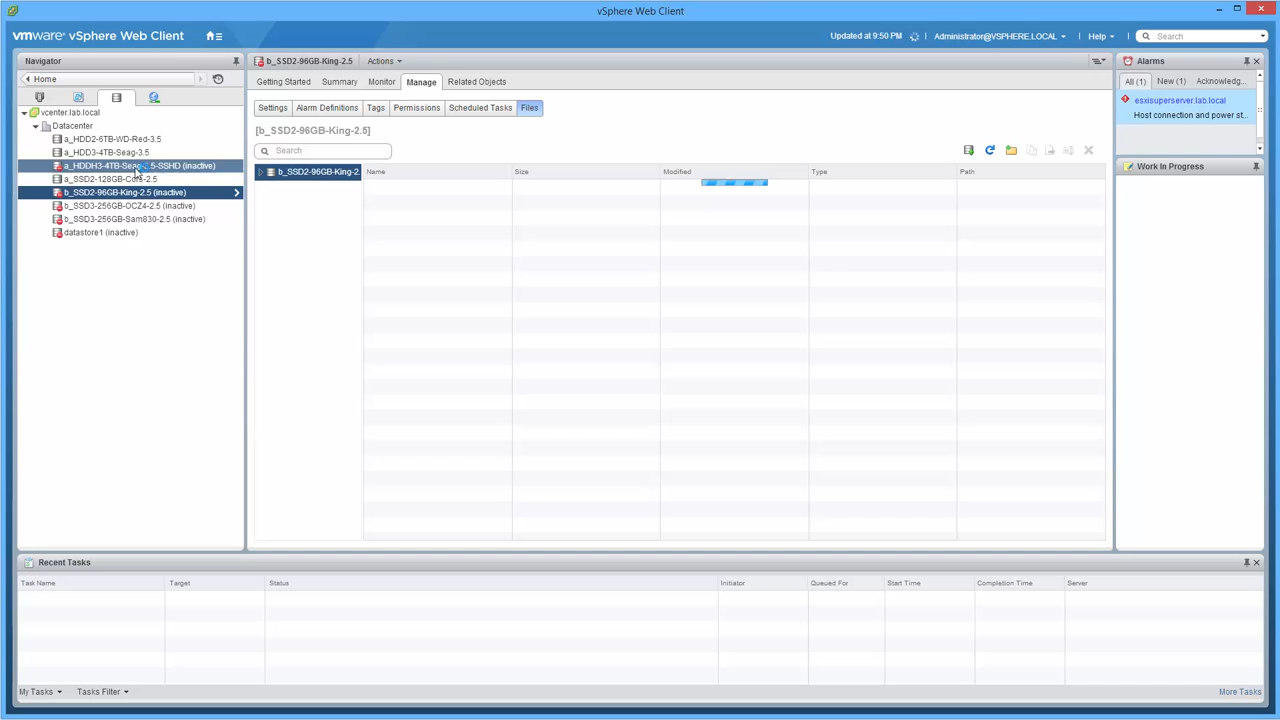 vSphere Web Client
vmware® vSphere Web Client
Updated at 9:50 PM
Administrator@VSPHERE.LOCAL
Help
Search
Navigator
Home
vcenter.lab.local
Datacenter
a_HDD2-6TB-WD-Red-3.5
a_HDD3-4TB-Seag-3.5
(inactive)
b_SSD2-96GB-King-2.5 (inactive)
b_SSD3-256GB-OCZ4-2.5 (inactive)
b_SSD3-256GB-Sam830-2.5 (inactive)
datastore1 (inactive)
b_SSD2-96GB-King-2.5
Actions
Getting Started
Summary
Monitor
Manage
Related Objects
Settings
Alarm Definitions
Tags
Permissions
Scheduled Tasks
Files
[b_SSD2-96GB-King-2.5]
Search
b_SSD2-96GB-King-2.
Name
Size
Modified
Type
Path
Alarms
All (1)
New (1)
Acknowledg...
esxisuperserver.lab.local
Host connection and power st...
Work In Progress
Recent Tasks
Task Name
Target
Status
Initiator
Queued For
Start Time
Completion Time
Server
My Tasks
Tasks Filter
More Tasks